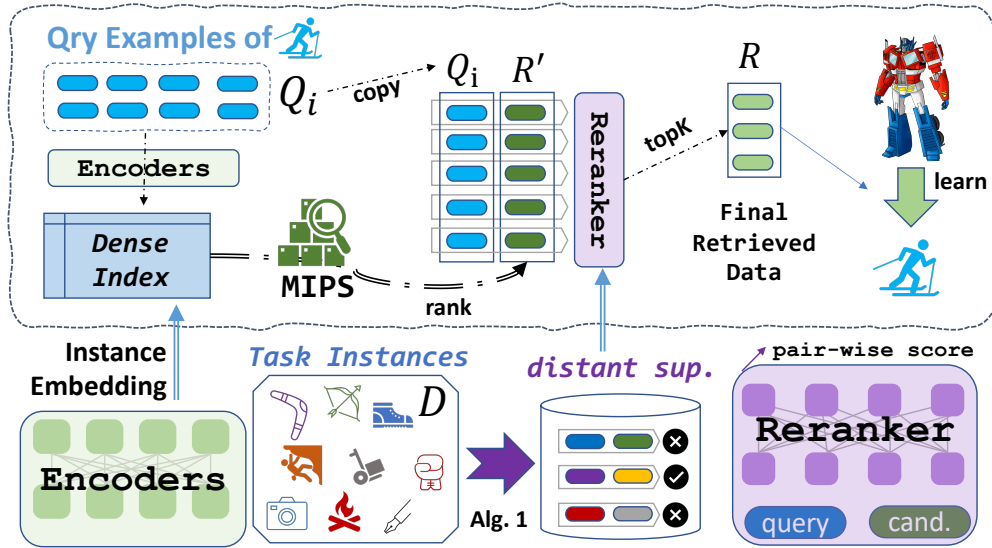 Qry Examples of
Q_i
copy
Q_i
R′
Reranker
topK
R
Encoders
Dense
Index
MIPS
rank
Final
Retrieved
Data
learn
Instance
Embedding
Task Instances
D
distant sup.
pair-wise score
Encoders
Alg. 1
Reranker
query
cand.